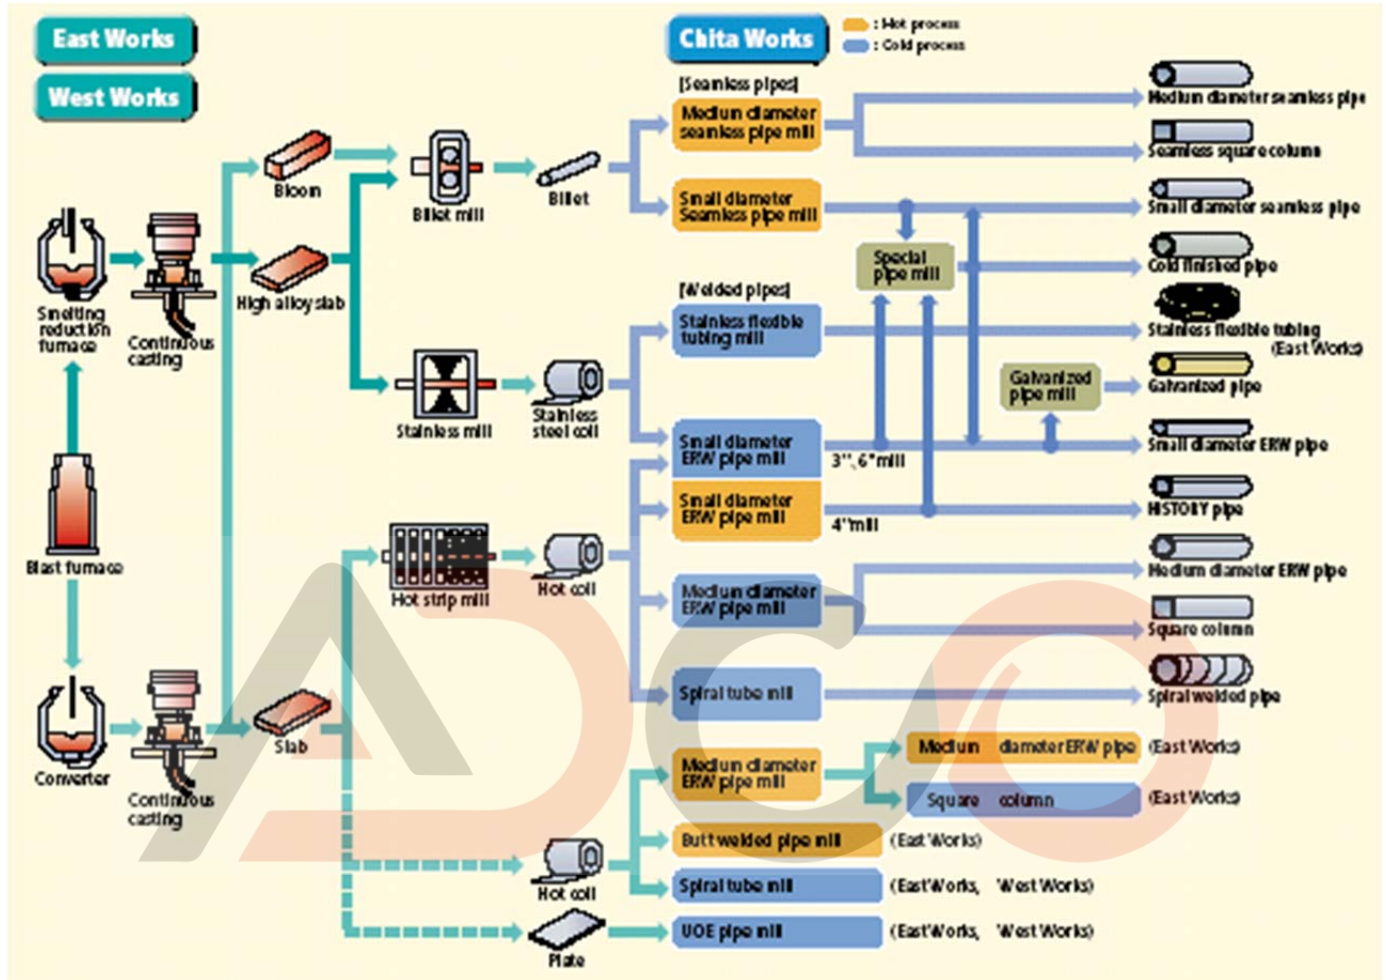 East Works
West Works
Chita Works
: Hot process
: Cold process
[Seamless pipes]
Medium diameter
seamless pipe mill
Medium diameter seamless pipe
Seamless square column
Bloom
Billet mill
Billet
Small diameter
Seamless pipe mill
Small diameter seamless pipe
Special
pipe mill
Cold finished pipe
Smelting
reduction
furnace
Continuous
casting
High alloy slab
[Welded pipes]
Stainless flexible
tubing mill
Stainless flexible tubing
(East Works)
Galvanized
pipe mill
Galvanized pipe
Stainless mill
Stainless
steel coil
Small diameter
ERW pipe mill
3", 6" mill
Small diameter ERW pipe
Small diameter
ERW pipe mill
4" mill
HISTORY pipe
Blast furnace
Hot strip mill
Hot coil
Medium diameter
ERW pipe mill
Medium diameter ERW pipe
Square column
Spiral tube mill
Spiral welded pipe
Converter
Continuous
casting
Slab
Medium diameter
ERW pipe mill
Medium diameter ERW pipe (East Works)
Square column (East Works)
Butt welded pipe mill (East Works)
Hot coil
Spiral tube mill (East Works, West Works)
UOE pipe mill (East Works, West Works)
Plate
ADCO